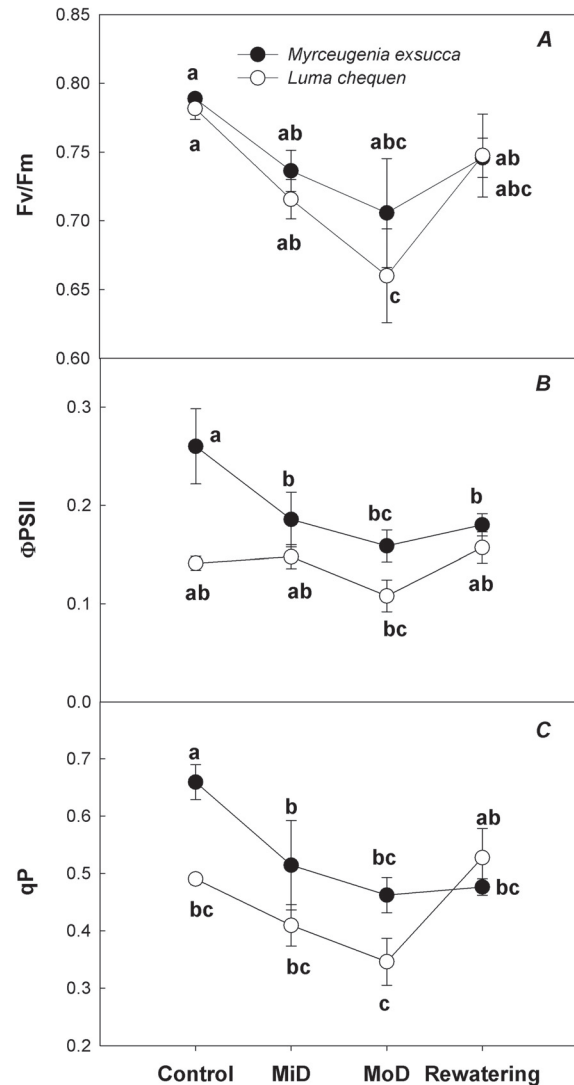 0.85
A
Myrceugenia exsucca
Luma chequen
a
0.80
a
ab
abc
0.75
ab
abc
Fv/Fm
0.70
ab
0.65
c
0.60
B
0.3
a
b
bc
b
0.2
ΦPSII
ab
ab
ab
0.1
bc
0.0
C
a
0.7
ab
b
0.6
bc
0.5
bc
qP
bc
0.4
bc
0.3
c
0.2
Control MiD MoD Rewatering